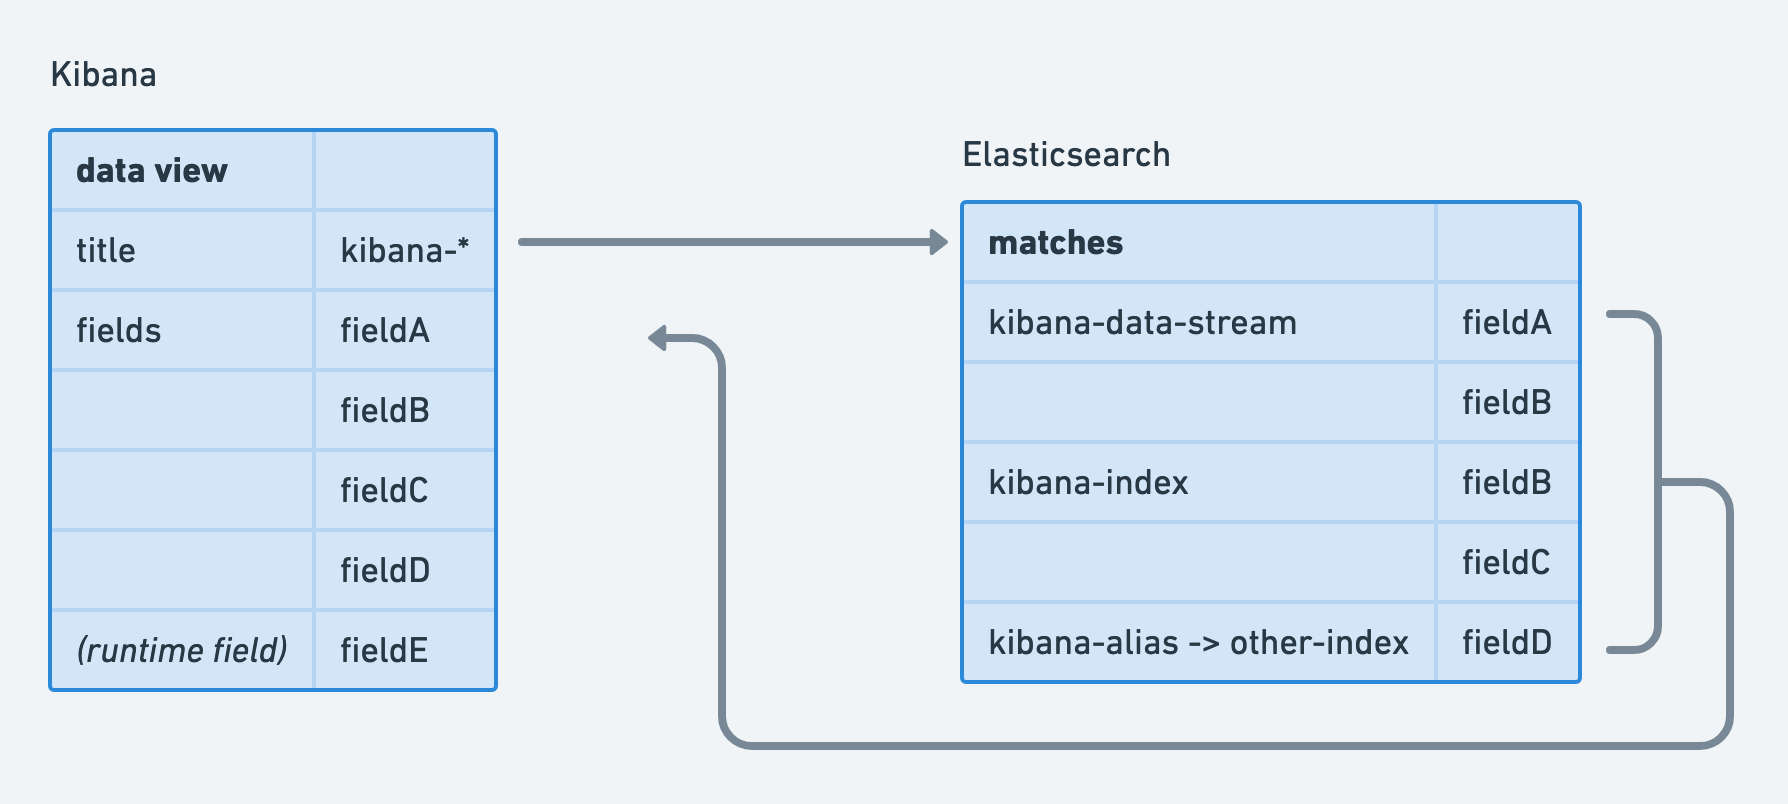 Kibana
data view
title kibana-*
fields fieldA
fieldB
fieldC
fieldD
(runtime field) fieldE
Elasticsearch
matches
kibana-data-stream fieldA
fieldB
kibana-index fieldB
fieldC
kibana-alias -> other-index fieldD